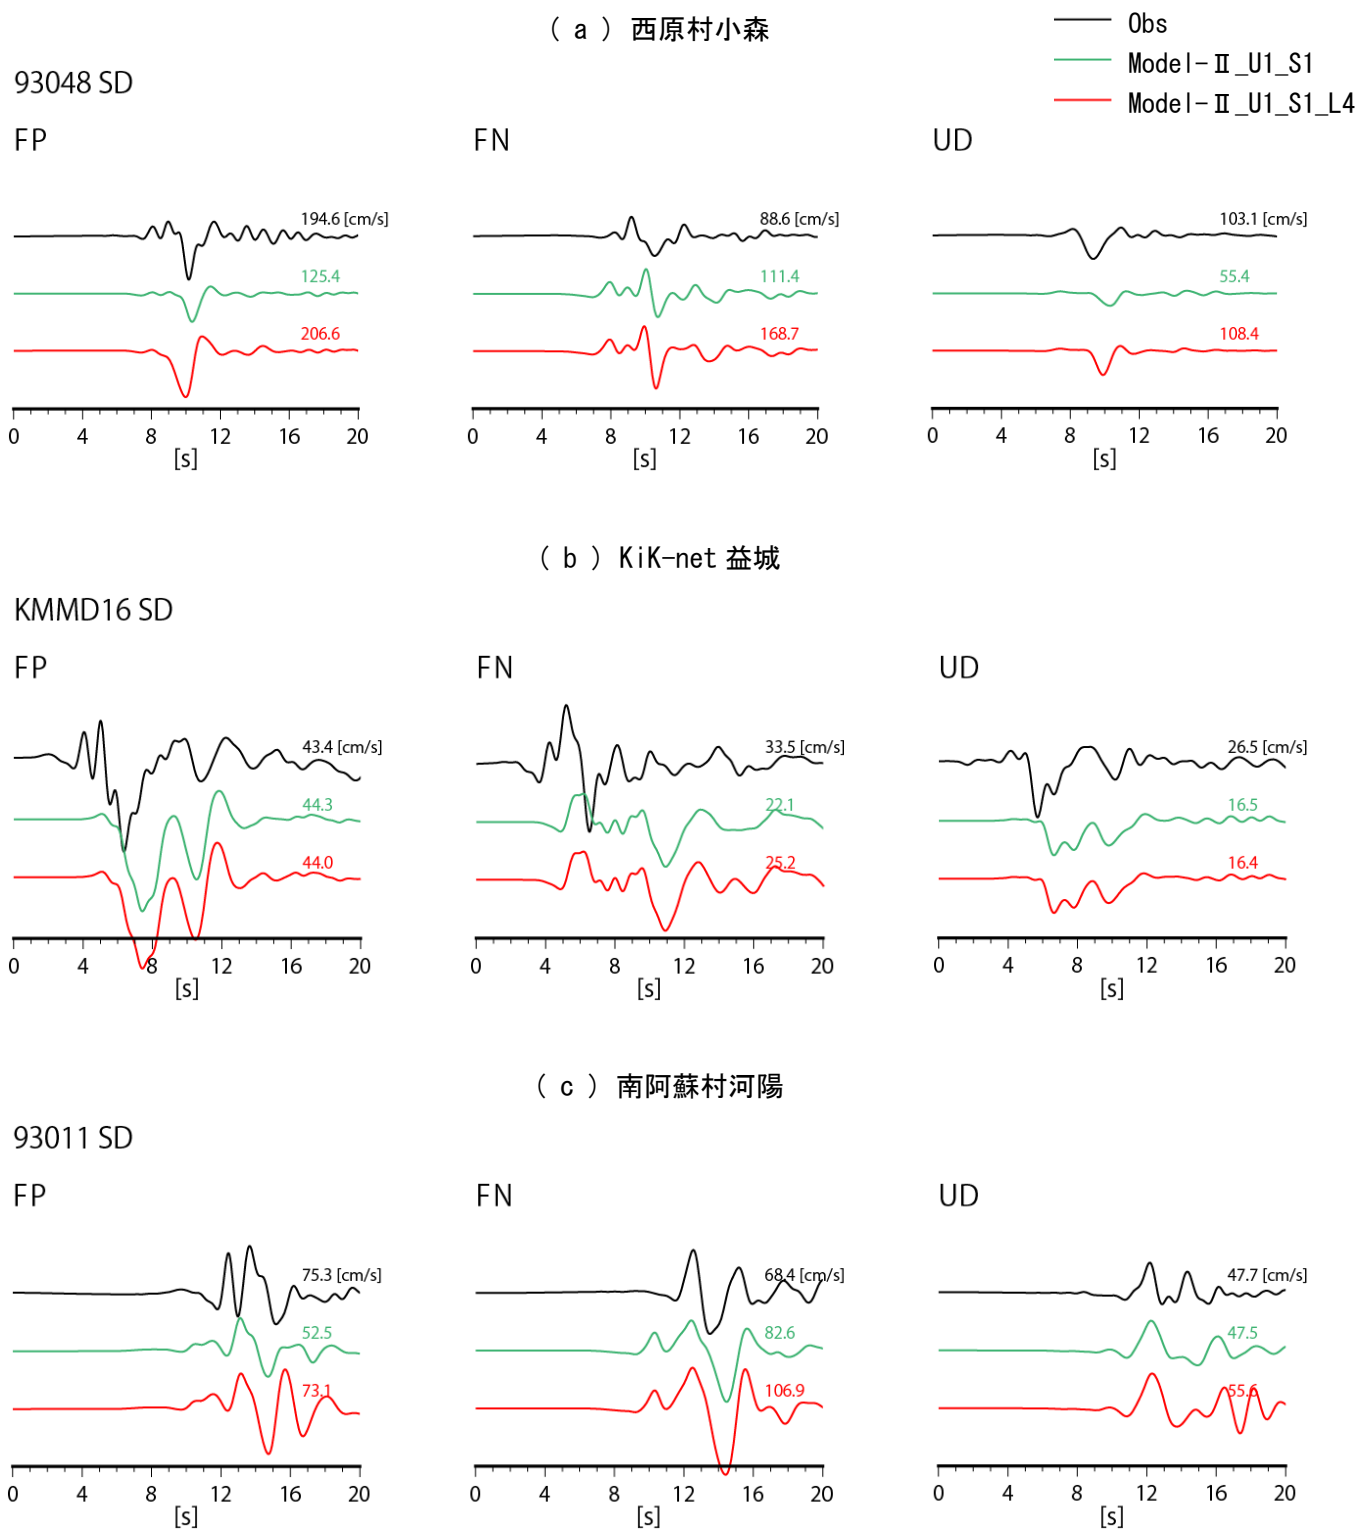 ( a ) 西原村小森
Obs
Model-Ⅱ_U1_S1
Model-Ⅱ_U1_S1_L4
93048 SD
FP
FN
UD
194.6 [cm/s]
125.4
206.6
88.6 [cm/s]
111.4
168.7
103.1 [cm/s]
55.4
108.4
0 4 8 12 16 20
[s]
0 4 8 12 16 20
[s]
0 4 8 12 16 20
[s]
( b ) KiK-net 益城
KMMD16 SD
FP
FN
UD
43.4 [cm/s]
44.3
44.0
33.5 [cm/s]
22.1
25.2
26.5 [cm/s]
16.5
16.4
0 4 8 12 16 20
[s]
0 4 8 12 16 20
[s]
0 4 8 12 16 20
[s]
( c ) 南阿蘇村河陽
93011 SD
FP
FN
UD
75.3 [cm/s]
52.5
73.1
68.4 [cm/s]
82.6
106.9
47.7 [cm/s]
47.5
55.6
0 4 8 12 16 20
[s]
0 4 8 12 16 20
[s]
0 4 8 12 16 20
[s]